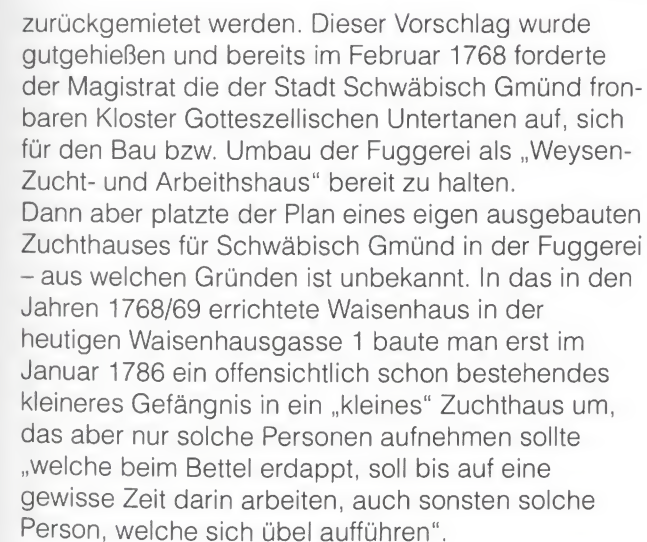 zurückgemietet werden. Dieser Vorschlag wurde
gutgehießen und bereits im Februar 1768 forderte
der Magistrat die der Stadt Schwäbisch Gmünd fron-
baren Kloster Gotteszellischen Untertanen auf, sich
für den Bau bzw. Umbau der Fuggerei als „Weysen-
Zucht- und Arbeithshaus“ bereit zu halten.
Dann aber platzte der Plan eines eigen ausgebauten
Zuchthauses für Schwäbisch Gmünd in der Fuggerei
– aus welchen Gründen ist unbekannt. In das in den
Jahren 1768/69 errichtete Waisenhaus in der
heutigen Waisenhausgasse 1 baute man erst im
Januar 1786 ein offensichtlich schon bestehendes
kleineres Gefängnis in ein „kleines“ Zuchthaus um,
das aber nur solche Personen aufnehmen sollte
„welche beim Bettel erdappt, soll bis auf eine
gewisse Zeit darin arbeiten, auch sonsten solche
Person, welche sich übel aufführen“.